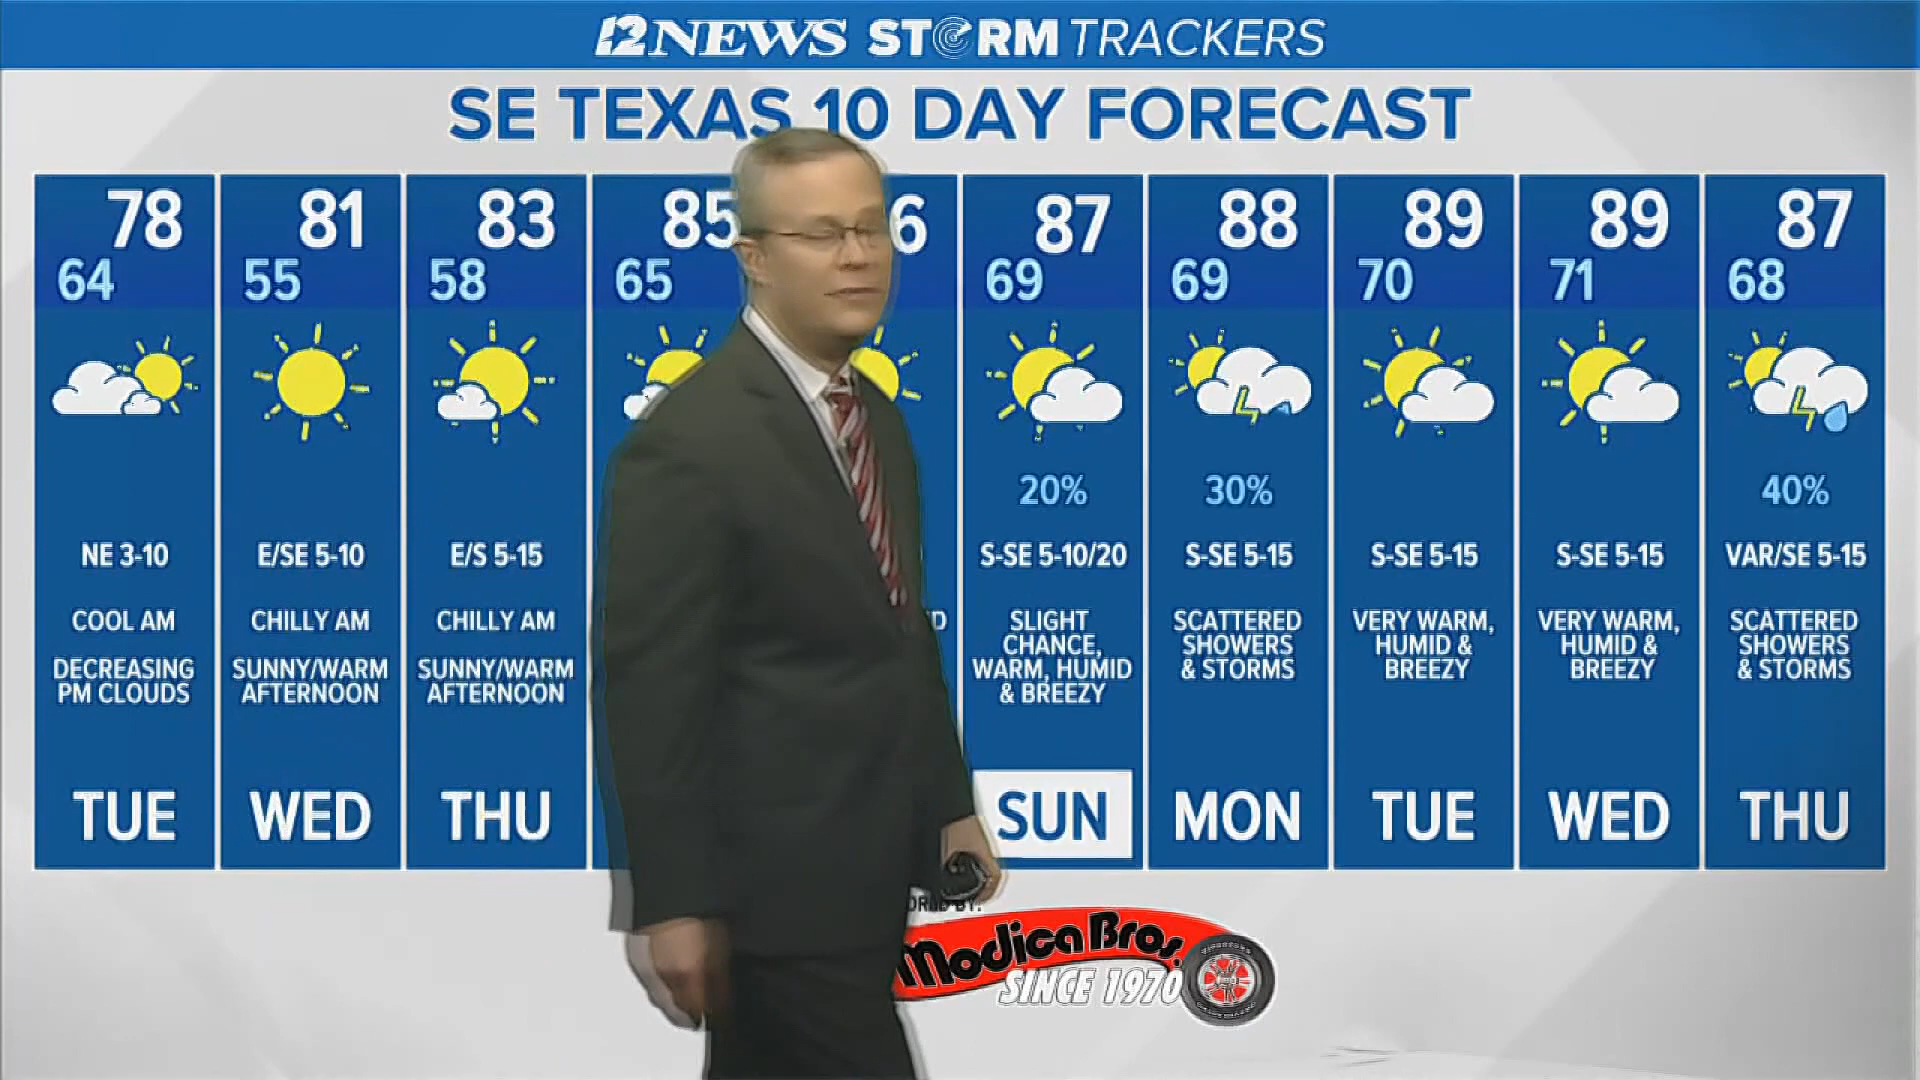 12NEWS STORM TRACKERS
SE TEXAS 10 DAY FORECAST
78 81 83 85 87 88 89 89 87
64 55 58 65 69 69 70 71 68
20% 30% 40%
NE 3-10 E/SE 5-10 E/S 5-15 S-SE 5-10/20 S-SE 5-15 S-SE 5-15 S-SE 5-15 VAR/SE 5-15
COOL AM
DECREASING
PM CLOUDS
CHILLY AM
SUNNY/WARM
AFTERNOON
CHILLY AM
SUNNY/WARM
AFTERNOON
SLIGHT
CHANCE,
WARM, HUMID
& BREEZY
SCATTERED
SHOWERS
& STORMS
VERY WARM,
HUMID &
BREEZY
VERY WARM,
HUMID &
BREEZY
SCATTERED
SHOWERS
& STORMS
TUE WED THU SUN MON TUE WED THU
BY:
Modica Bros.
SINCE 1970